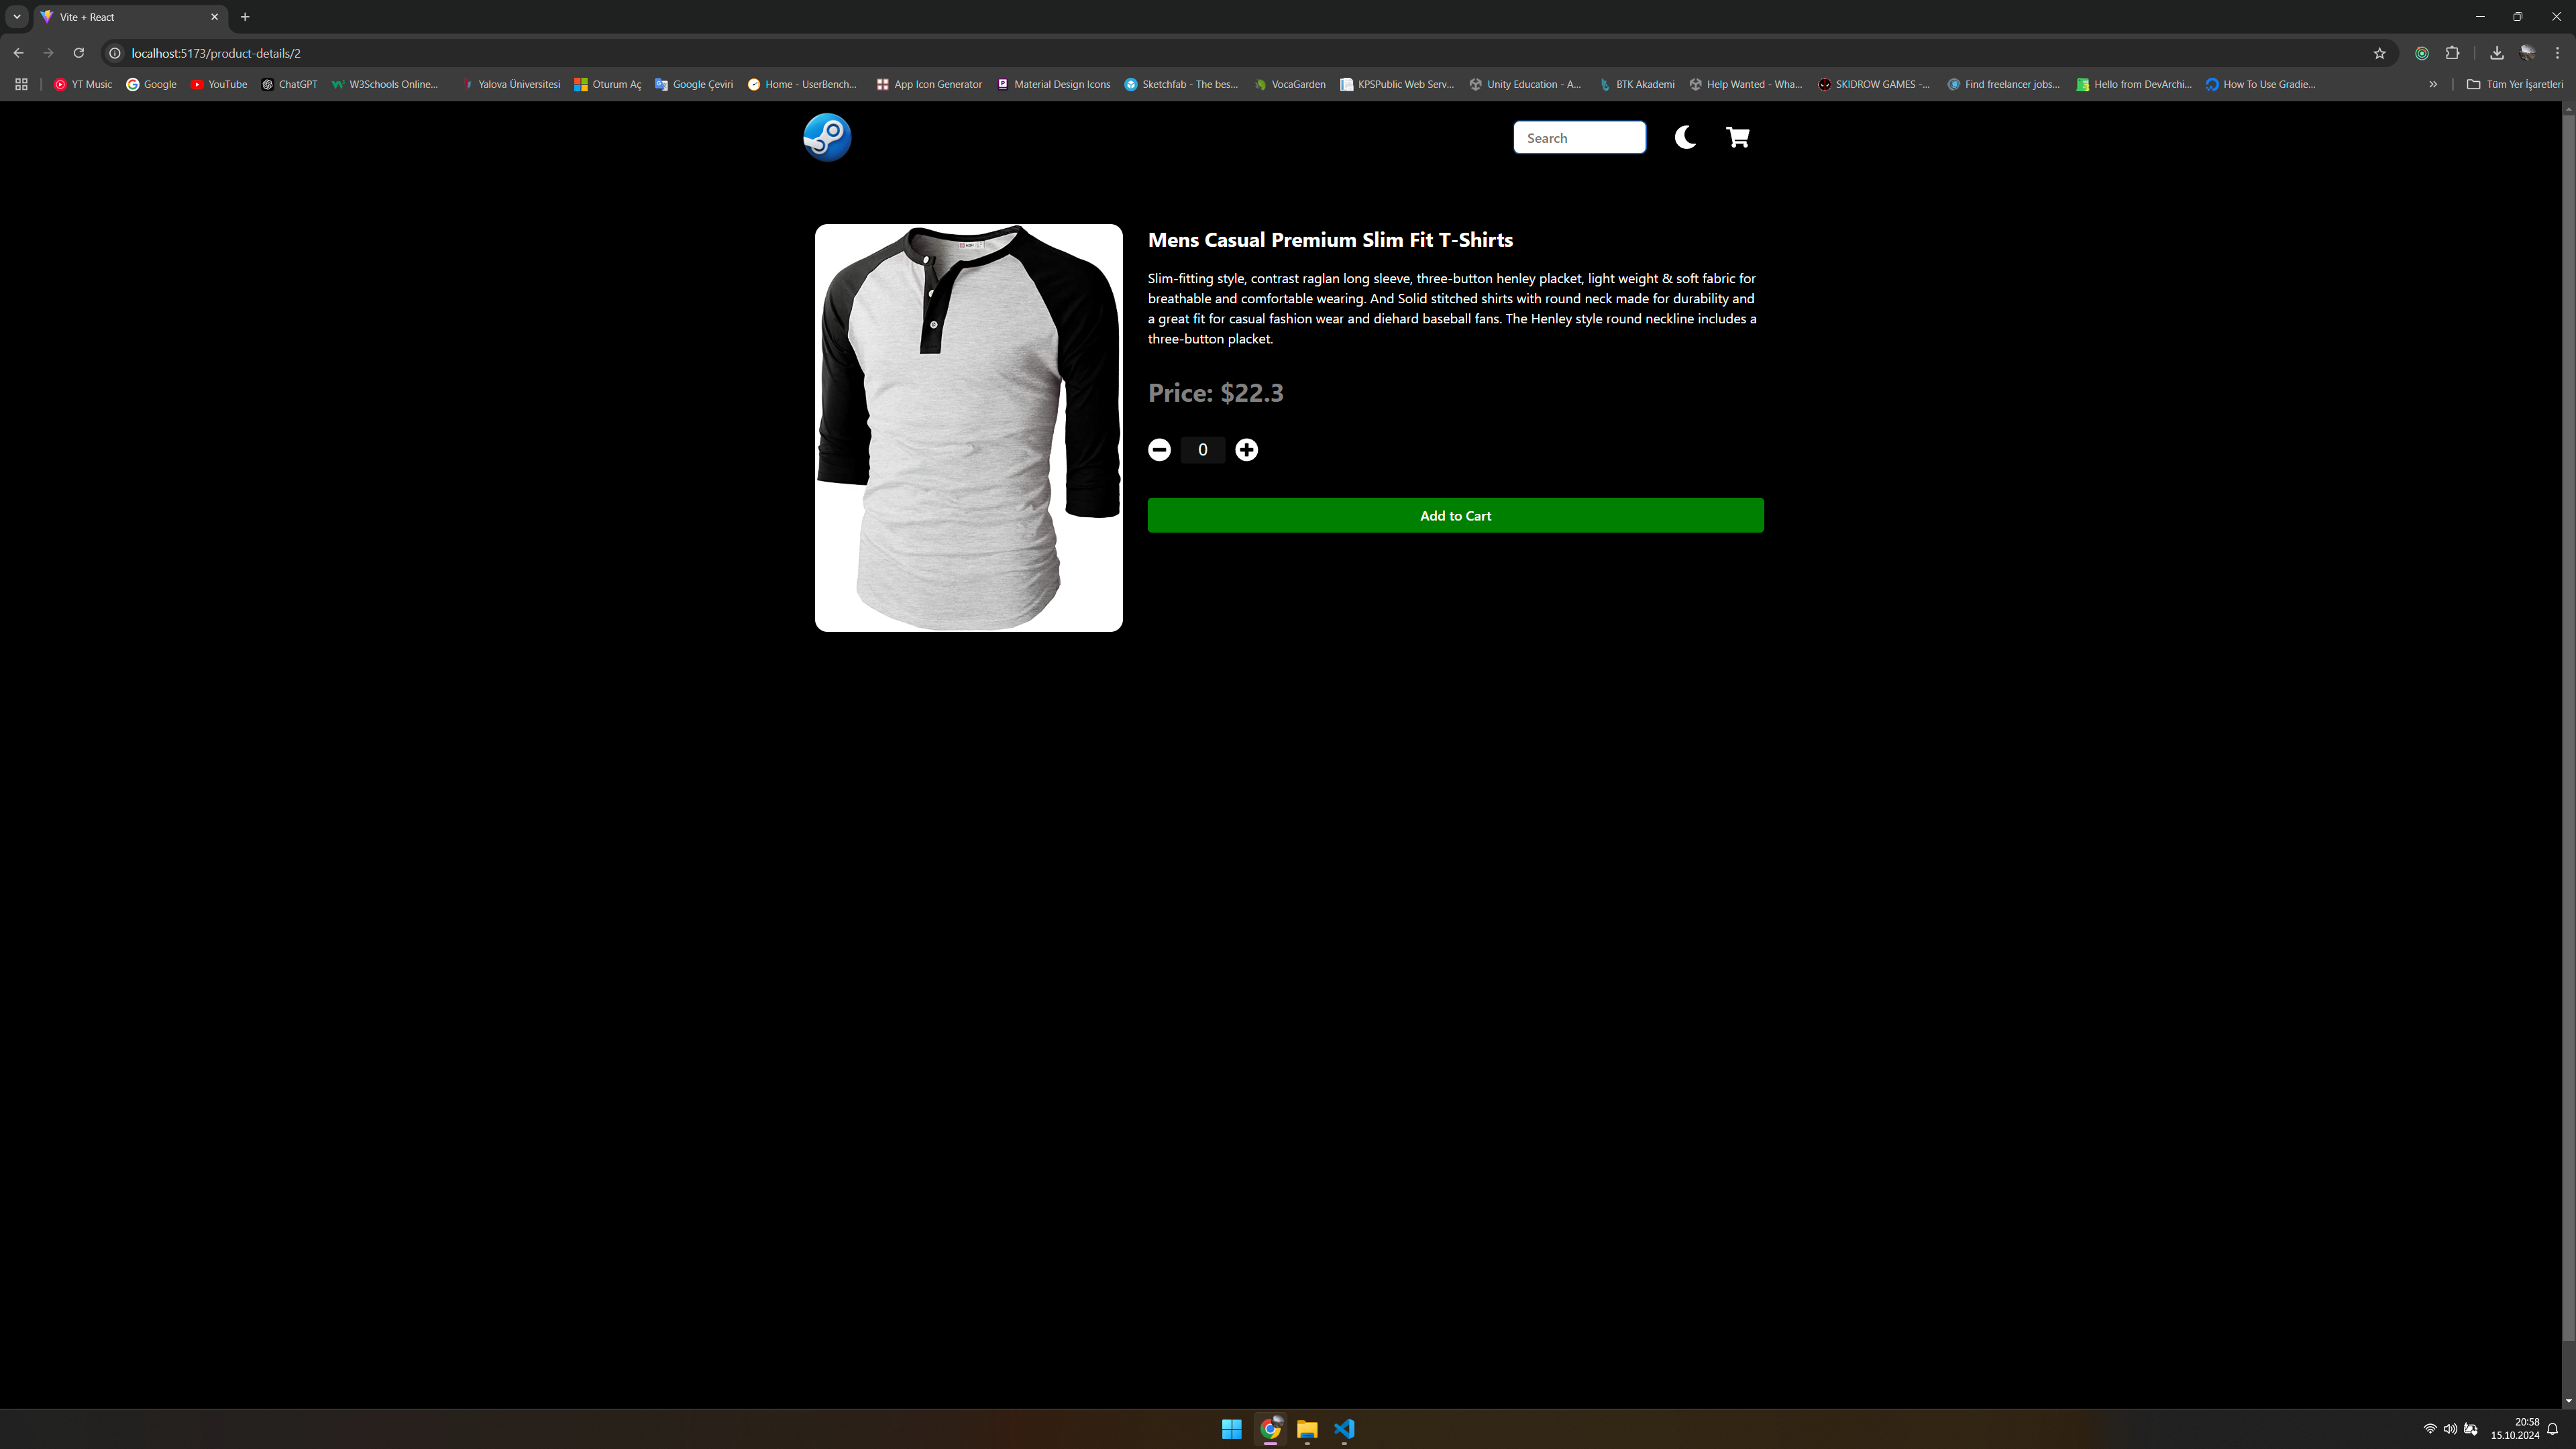 Vite + React
localhost:5173/product-details/2
YT Music Google YouTube ChatGPT W3Schools Online... Yalova Üniversitesi Oturum Aç Google Çeviri Home - UserBench... App Icon Generator Material Design Icons Sketchfab - The bes... VocaGarden KPSPublic Web Serv... Unity Education - A... BTK Akademi Help Wanted - Wha... SKIDROW GAMES -... Find freelancer jobs... Hello from DevArchi... How To Use Gradie... » Tüm Yer İşaretleri
Search
Mens Casual Premium Slim Fit T-Shirts
Slim-fitting style, contrast raglan long sleeve, three-button henley placket, light weight & soft fabric for
breathable and comfortable wearing. And Solid stitched shirts with round neck made for durability and
a great fit for casual fashion wear and diehard baseball fans. The Henley style round neckline includes a
three-button placket.
Price: $22.3
0
Add to Cart
20:58
15.10.2024